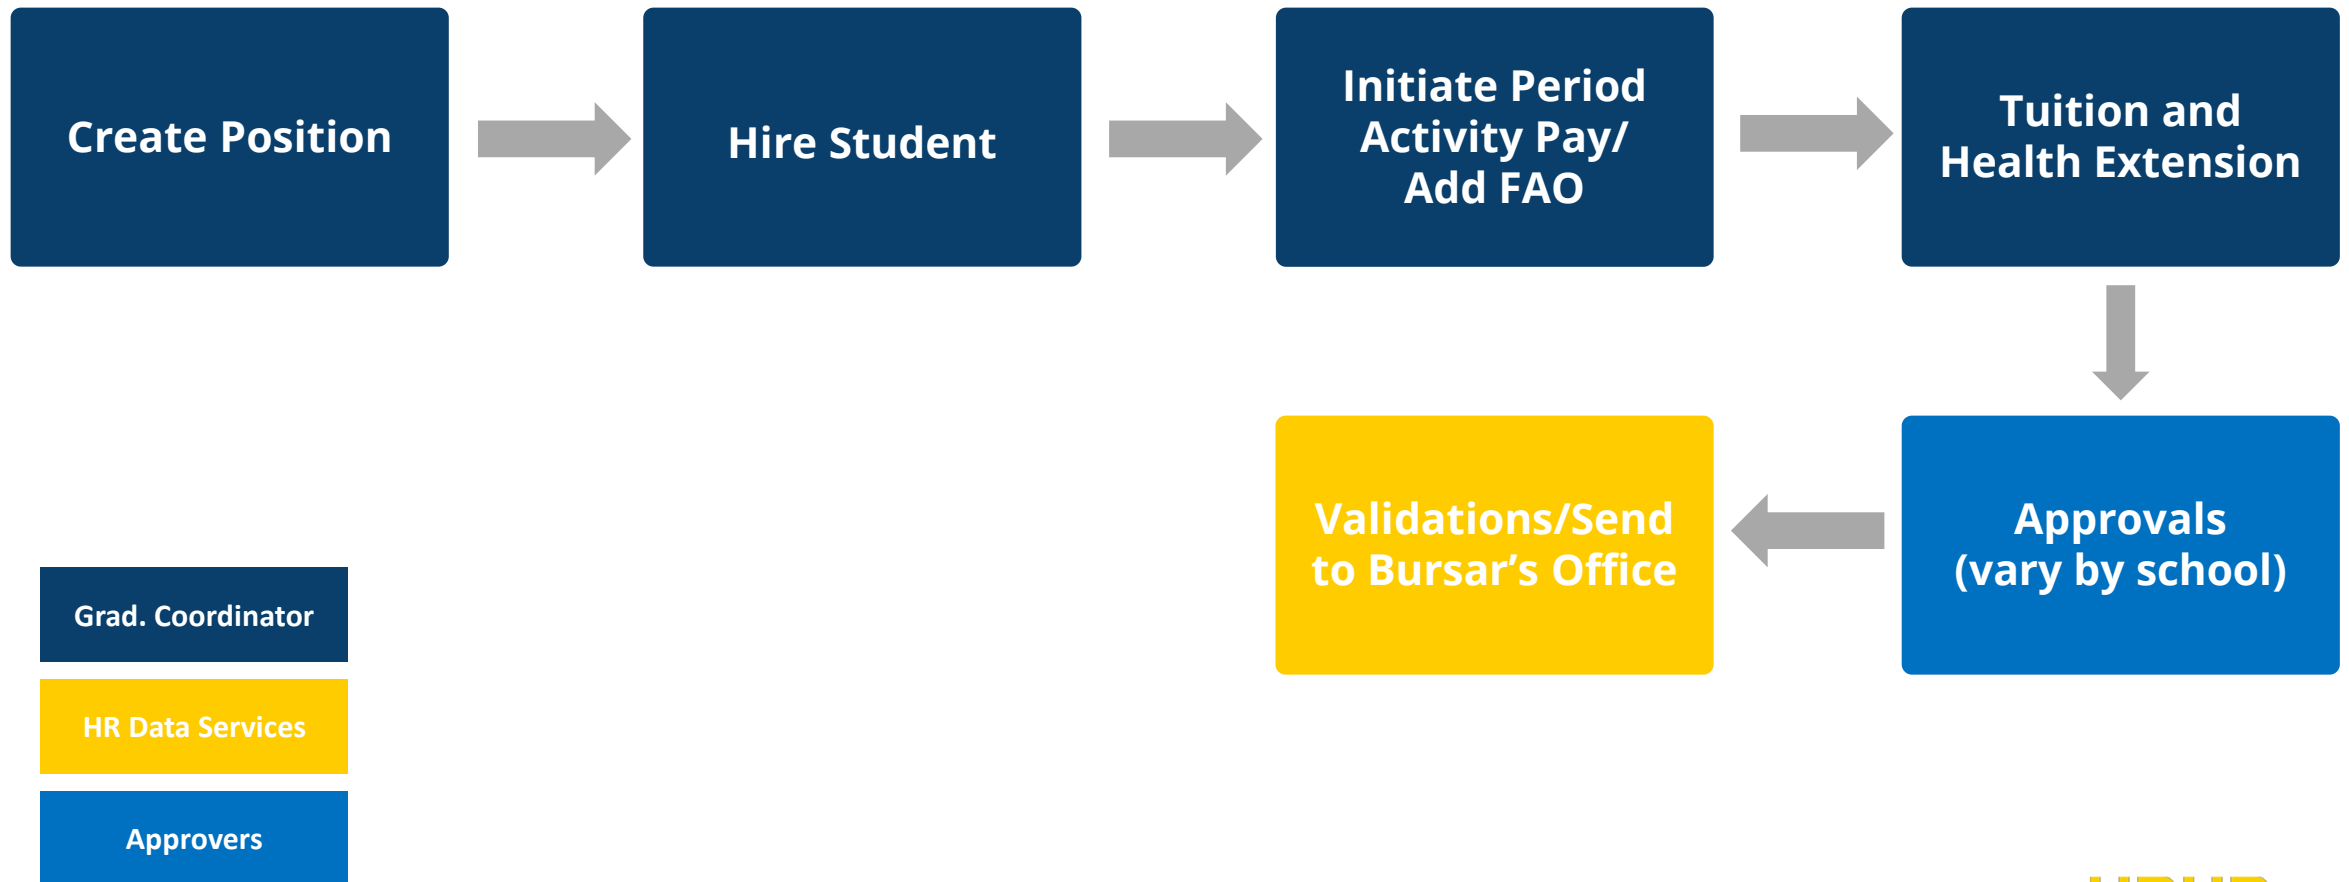 Create Position
Hire Student
Initiate Period
Activity Pay/
Add FAO
Tuition and
Health Extension
Validations/Send
to Bursar’s Office
Approvals
(vary by school)
Grad. Coordinator
HR Data Services
Approvers